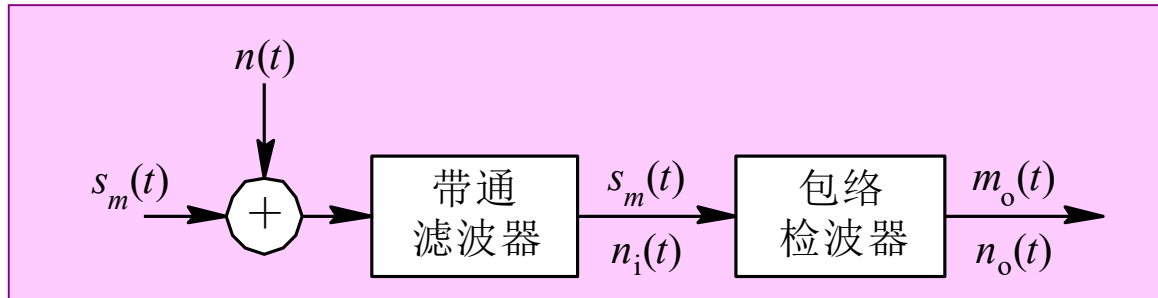 n(t)
s_m(t)
+
带通
滤波器
s_m(t)
n_i(t)
包络
检波器
m_o(t)
n_o(t)